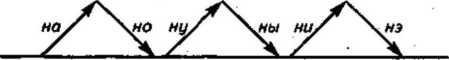 на но ну ны ни нэ